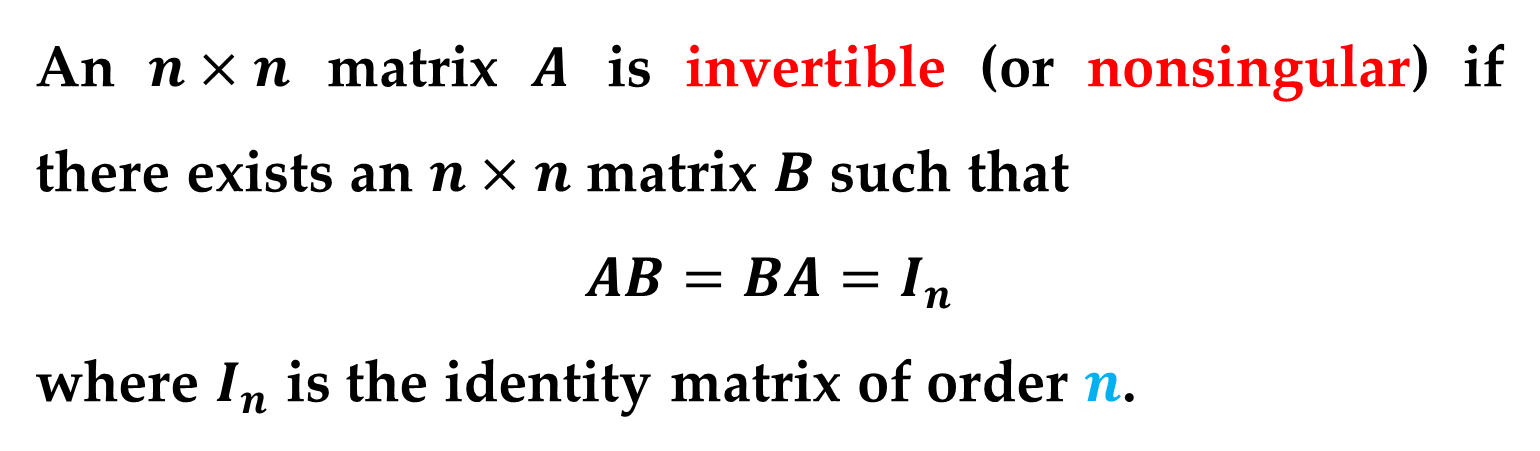 An n × n matrix A is invertible (or nonsingular) if
there exists an n × n matrix B such that
AB = BA = Iₙ
where Iₙ is the identity matrix of order n.